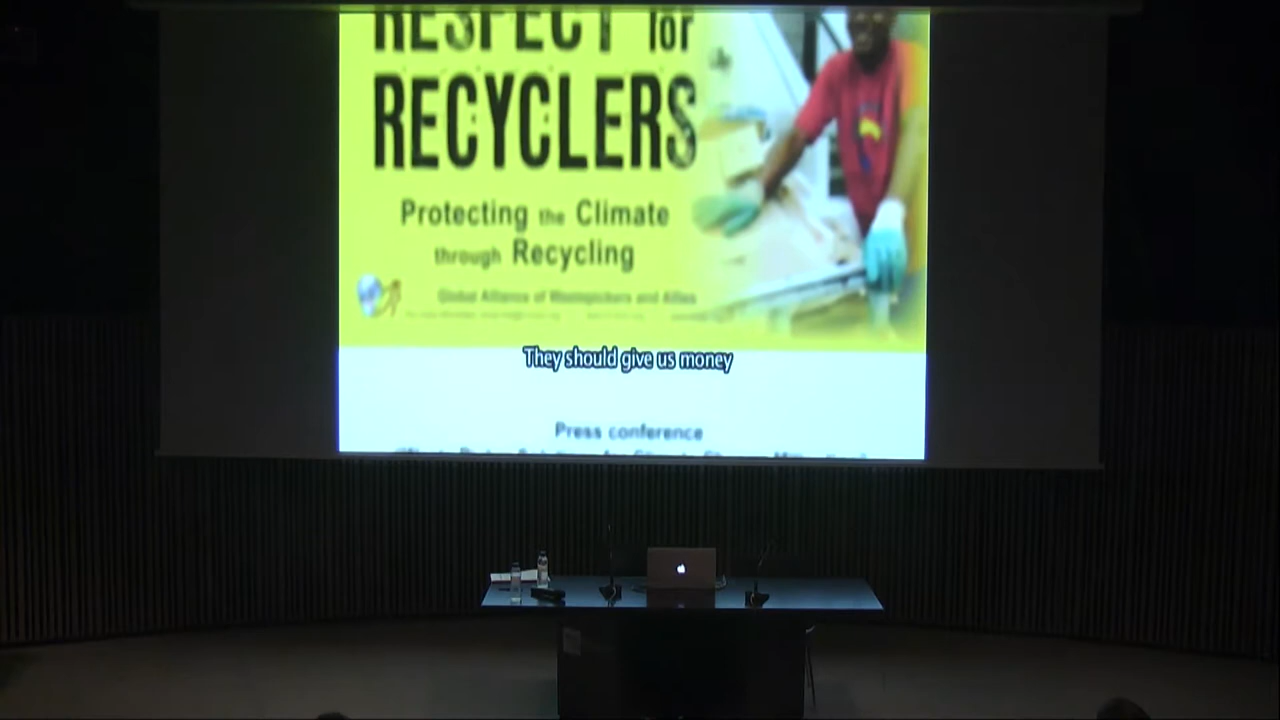 RESPECT for
RECYCLERS
Protecting the Climate
through Recycling
Global Alliance of Wastepickers and Allies
They should give us money
Press conference